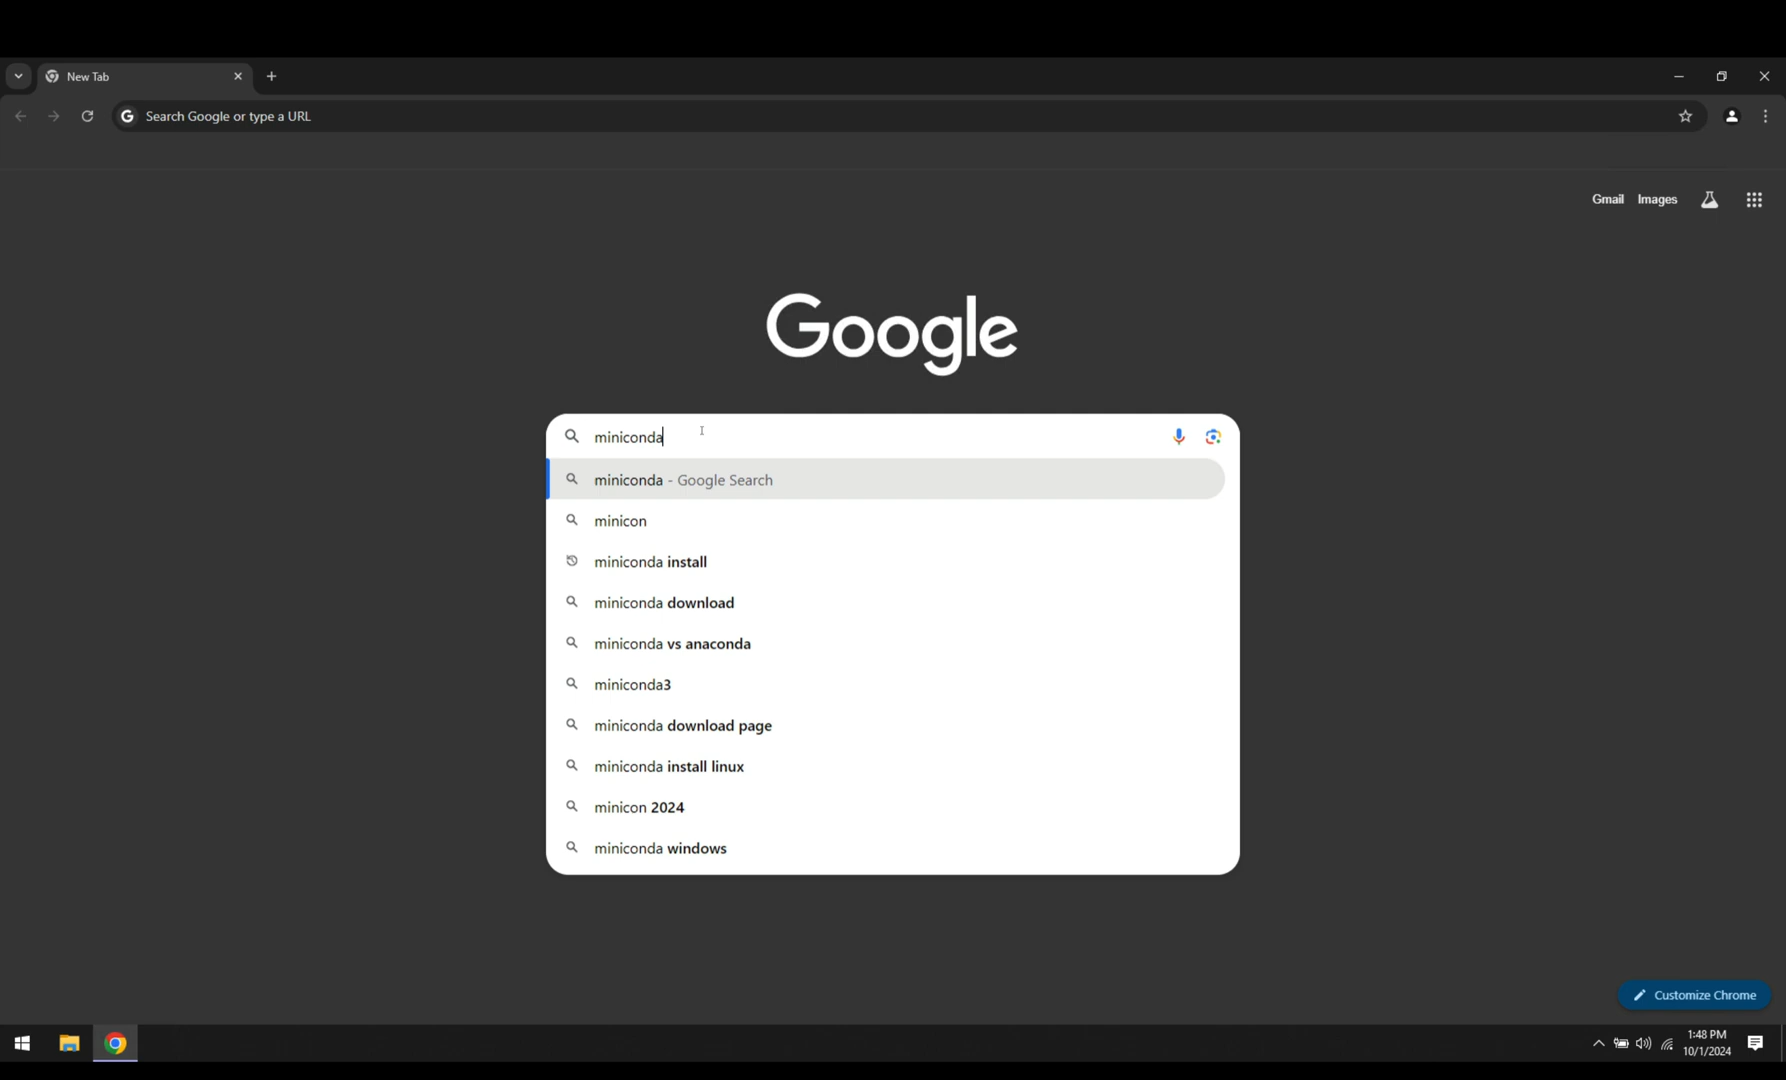 New Tab
Search Google or type a URL
Gmail Images
Google
miniconda
miniconda - Google Search
minicon
miniconda install
miniconda download
miniconda vs anaconda
miniconda3
miniconda download page
miniconda install linux
minicon 2024
miniconda windows
Customize Chrome
1:48 PM
10/1/2024